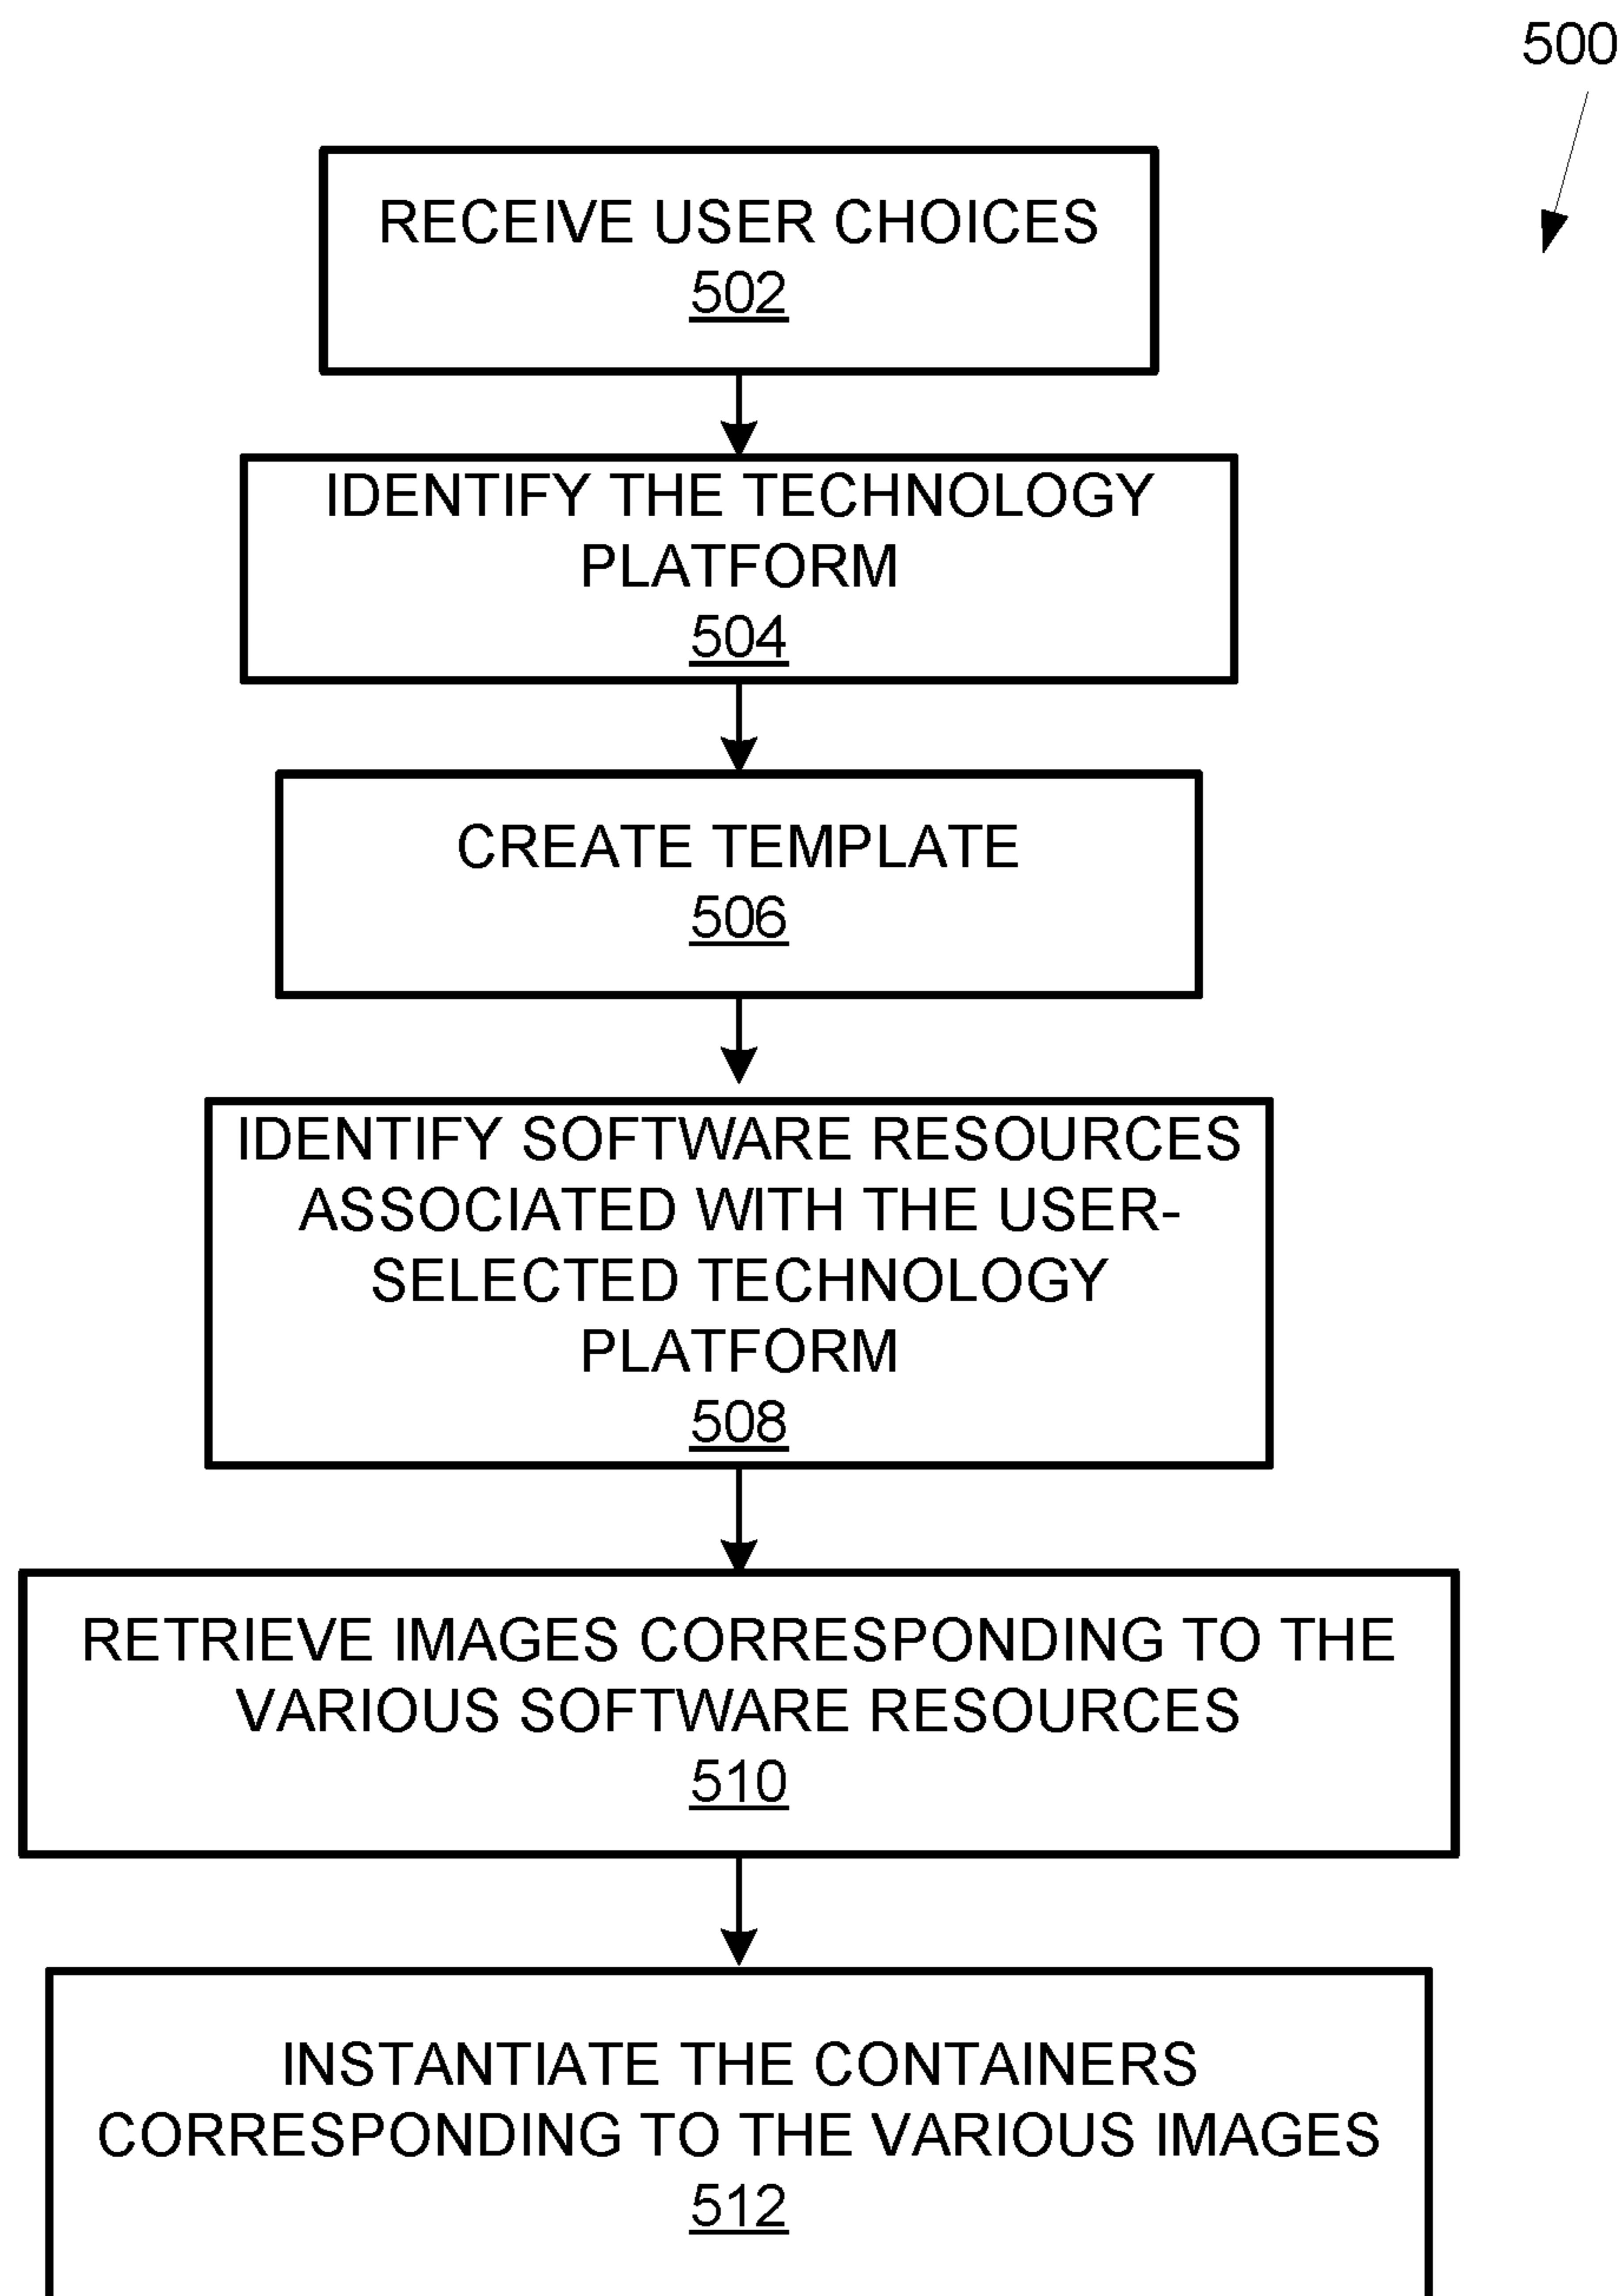 500
RECEIVE USER CHOICES
502
IDENTIFY THE TECHNOLOGY
PLATFORM
504
CREATE TEMPLATE
506
IDENTIFY SOFTWARE RESOURCES
ASSOCIATED WITH THE USER-
SELECTED TECHNOLOGY
PLATFORM
508
RETRIEVE IMAGES CORRESPONDING TO THE
VARIOUS SOFTWARE RESOURCES
510
INSTANTIATE THE CONTAINERS
CORRESPONDING TO THE VARIOUS IMAGES
512